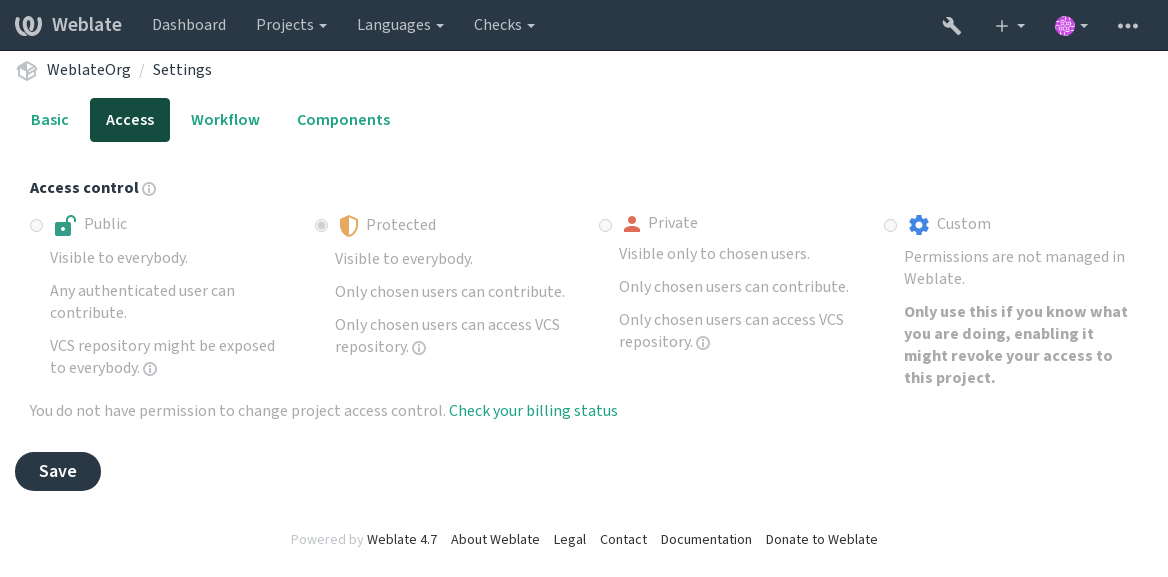 Weblate Dashboard Projects Languages Checks
WeblateOrg / Settings
Basic Access Workflow Components
Access control
Public
Visible to everybody.
Any authenticated user can
contribute.
VCS repository might be exposed
to everybody.
Protected
Visible to everybody.
Only chosen users can contribute.
Only chosen users can access VCS
repository.
Private
Visible only to chosen users.
Only chosen users can contribute.
Only chosen users can access VCS
repository.
Custom
Permissions are not managed in
Weblate.
Only use this if you know what
you are doing, enabling it
might revoke your access to
this project.
You do not have permission to change project access control. Check your billing status
Save
Powered by Weblate 4.7 About Weblate Legal Contact Documentation Donate to Weblate